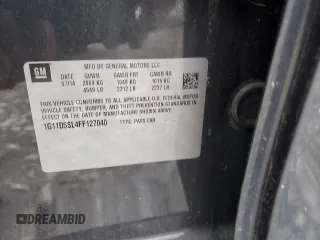 GM
MFD BY GENERAL MOTORS LLC
DATE GVWR GAWR FRT GAWR RR
07/14 2064 KG 1049 KG 1015 KG
4549 LB 2312 LB 2237 LB
THIS VEHICLE CONFORMS TO ALL APPLICABLE U.S. FEDERAL MOTOR
VEHICLE SAFETY, BUMPER, AND THEFT PREVENTION STANDARDS
IN EFFECT ON THE DATE OF MANUFACTURE SHOWN ABOVE.
1G11D5SL4FF127040 TYPE: PASS CAR
DREAMBID